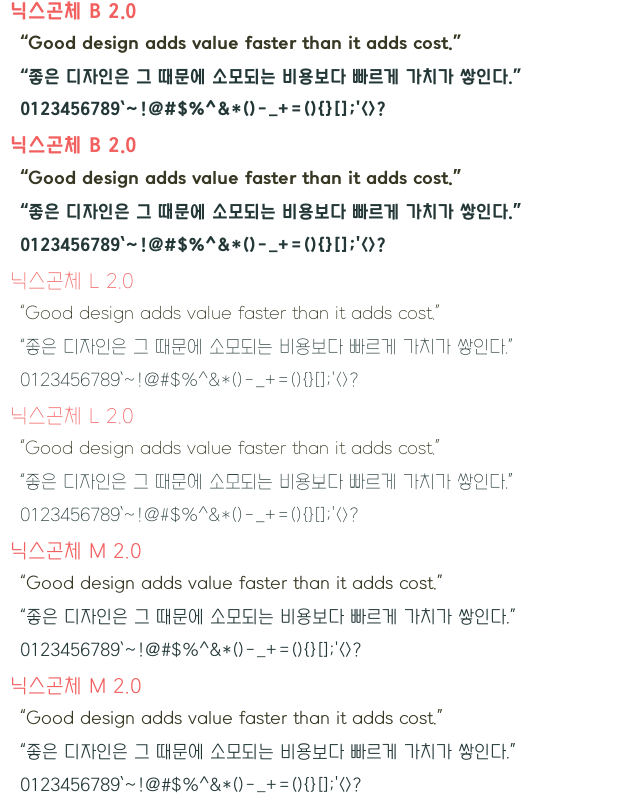 닉스곤체 B 2.0
“Good design adds value faster than it adds cost.”
“좋은 디자인은 그 때문에 소모되는 비용보다 빠르게 가치가 쌓인다.”
0123456789`~!@#$%^&*()-_+=(){}[];'<>?
닉스곤체 B 2.0
“Good design adds value faster than it adds cost.”
“좋은 디자인은 그 때문에 소모되는 비용보다 빠르게 가치가 쌓인다.”
0123456789`~!@#$%^&*()-_+=(){}[];'<>?
닉스곤체 L 2.0
“Good design adds value faster than it adds cost.”
“좋은 디자인은 그 때문에 소모되는 비용보다 빠르게 가치가 쌓인다.”
0123456789`~!@#$%^&*()-_+=(){}[];'<>?
닉스곤체 L 2.0
“Good design adds value faster than it adds cost.”
“좋은 디자인은 그 때문에 소모되는 비용보다 빠르게 가치가 쌓인다.”
0123456789`~!@#$%^&*()-_+=(){}[];'<>?
닉스곤체 M 2.0
“Good design adds value faster than it adds cost.”
“좋은 디자인은 그 때문에 소모되는 비용보다 빠르게 가치가 쌓인다.”
0123456789`~!@#$%^&*()-_+=(){}[];'<>?
닉스곤체 M 2.0
“Good design adds value faster than it adds cost.”
“좋은 디자인은 그 때문에 소모되는 비용보다 빠르게 가치가 쌓인다.”
0123456789`~!@#$%^&*()-_+=(){}[];'<>?